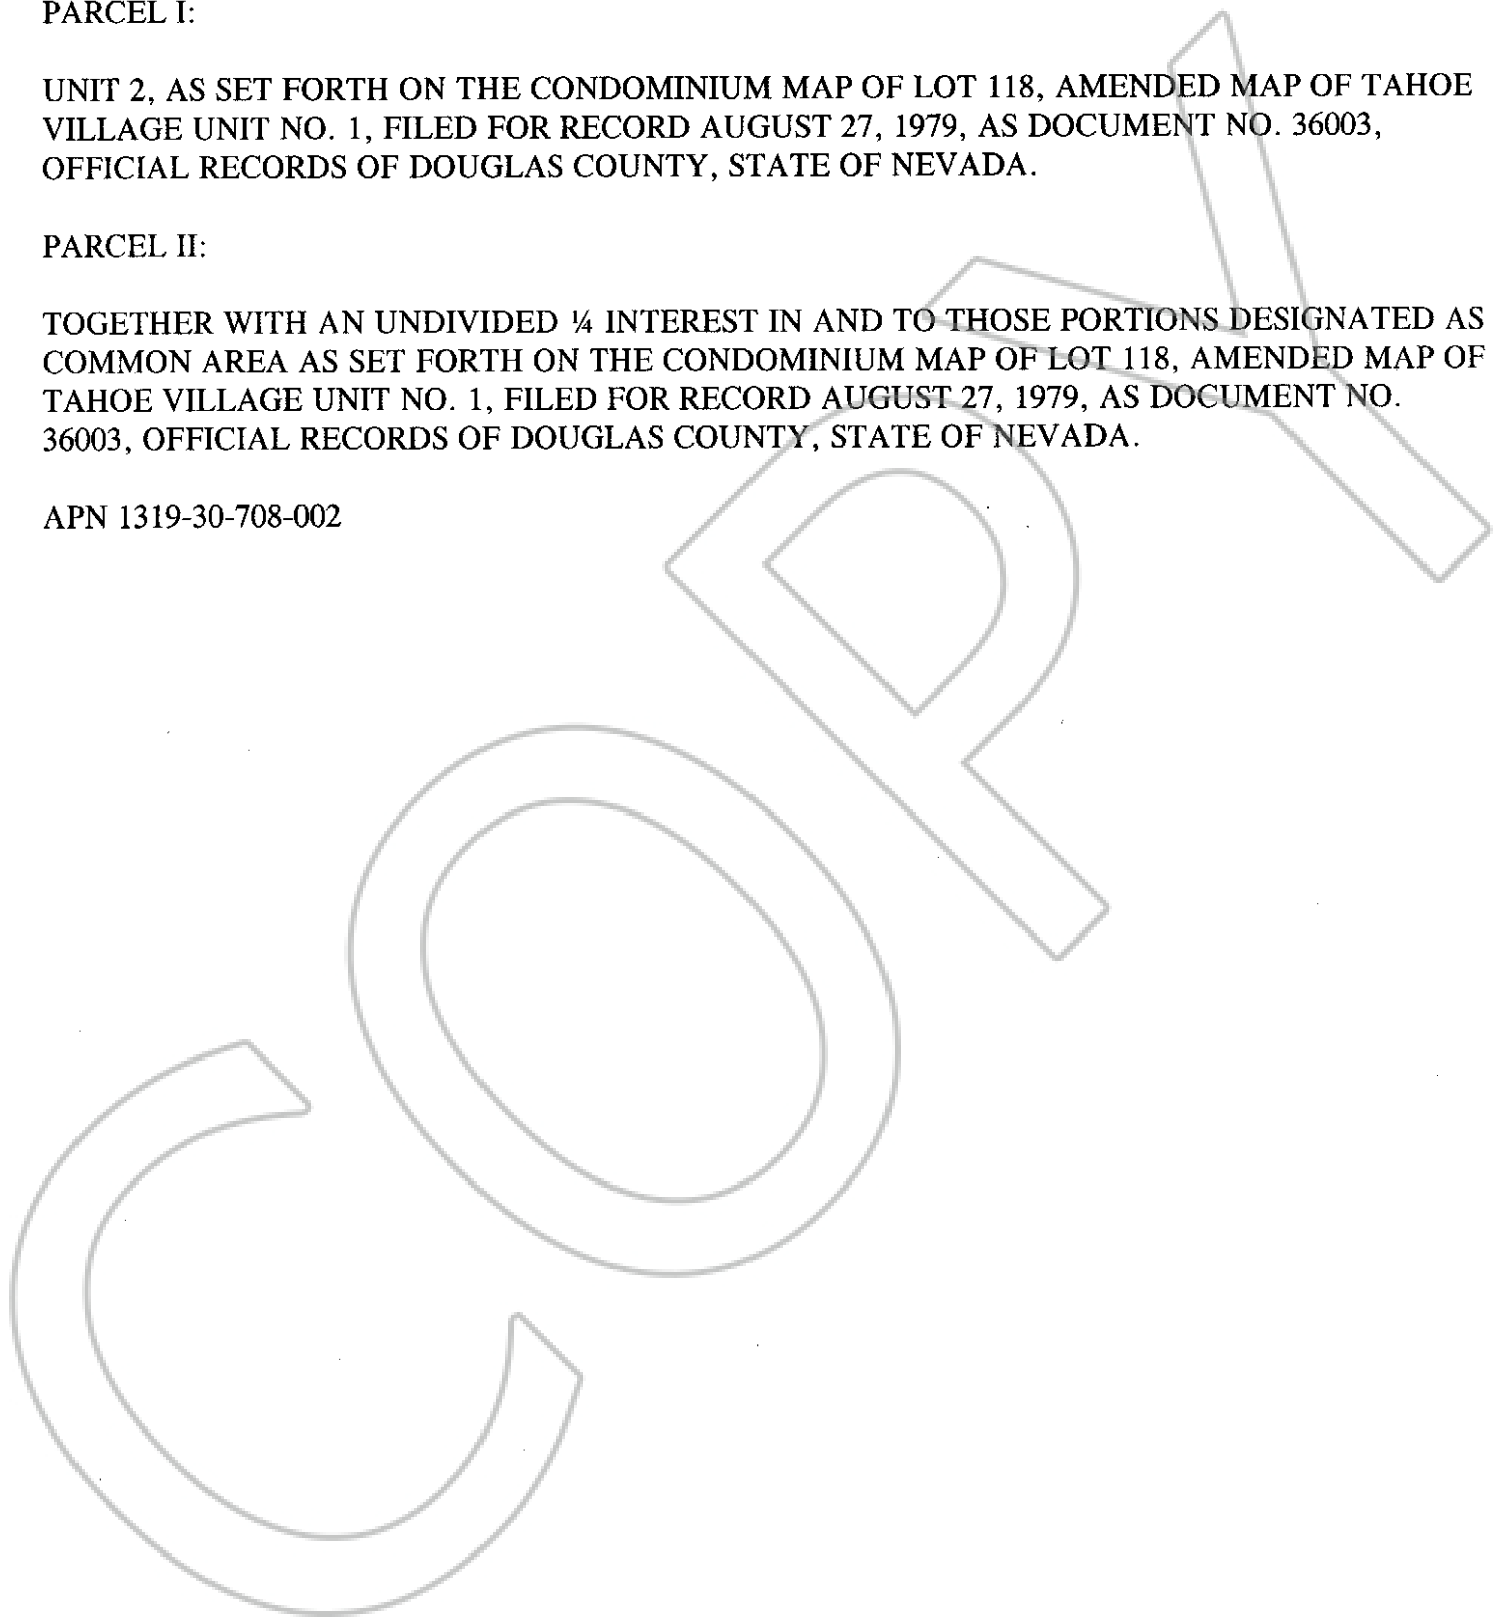 PARCEL I:
UNIT 2, AS SET FORTH ON THE CONDOMINIUM MAP OF LOT 118, AMENDED MAP OF TAHOE
VILLAGE UNIT NO. 1, FILED FOR RECORD AUGUST 27, 1979, AS DOCUMENT NO. 36003,
OFFICIAL RECORDS OF DOUGLAS COUNTY, STATE OF NEVADA.
PARCEL II:
TOGETHER WITH AN UNDIVIDED ¼ INTEREST IN AND TO THOSE PORTIONS DESIGNATED AS
COMMON AREA AS SET FORTH ON THE CONDOMINIUM MAP OF LOT 118, AMENDED MAP OF
TAHOE VILLAGE UNIT NO. 1, FILED FOR RECORD AUGUST 27, 1979, AS DOCUMENT NO.
36003, OFFICIAL RECORDS OF DOUGLAS COUNTY, STATE OF NEVADA.
APN 1319-30-708-002
COPY